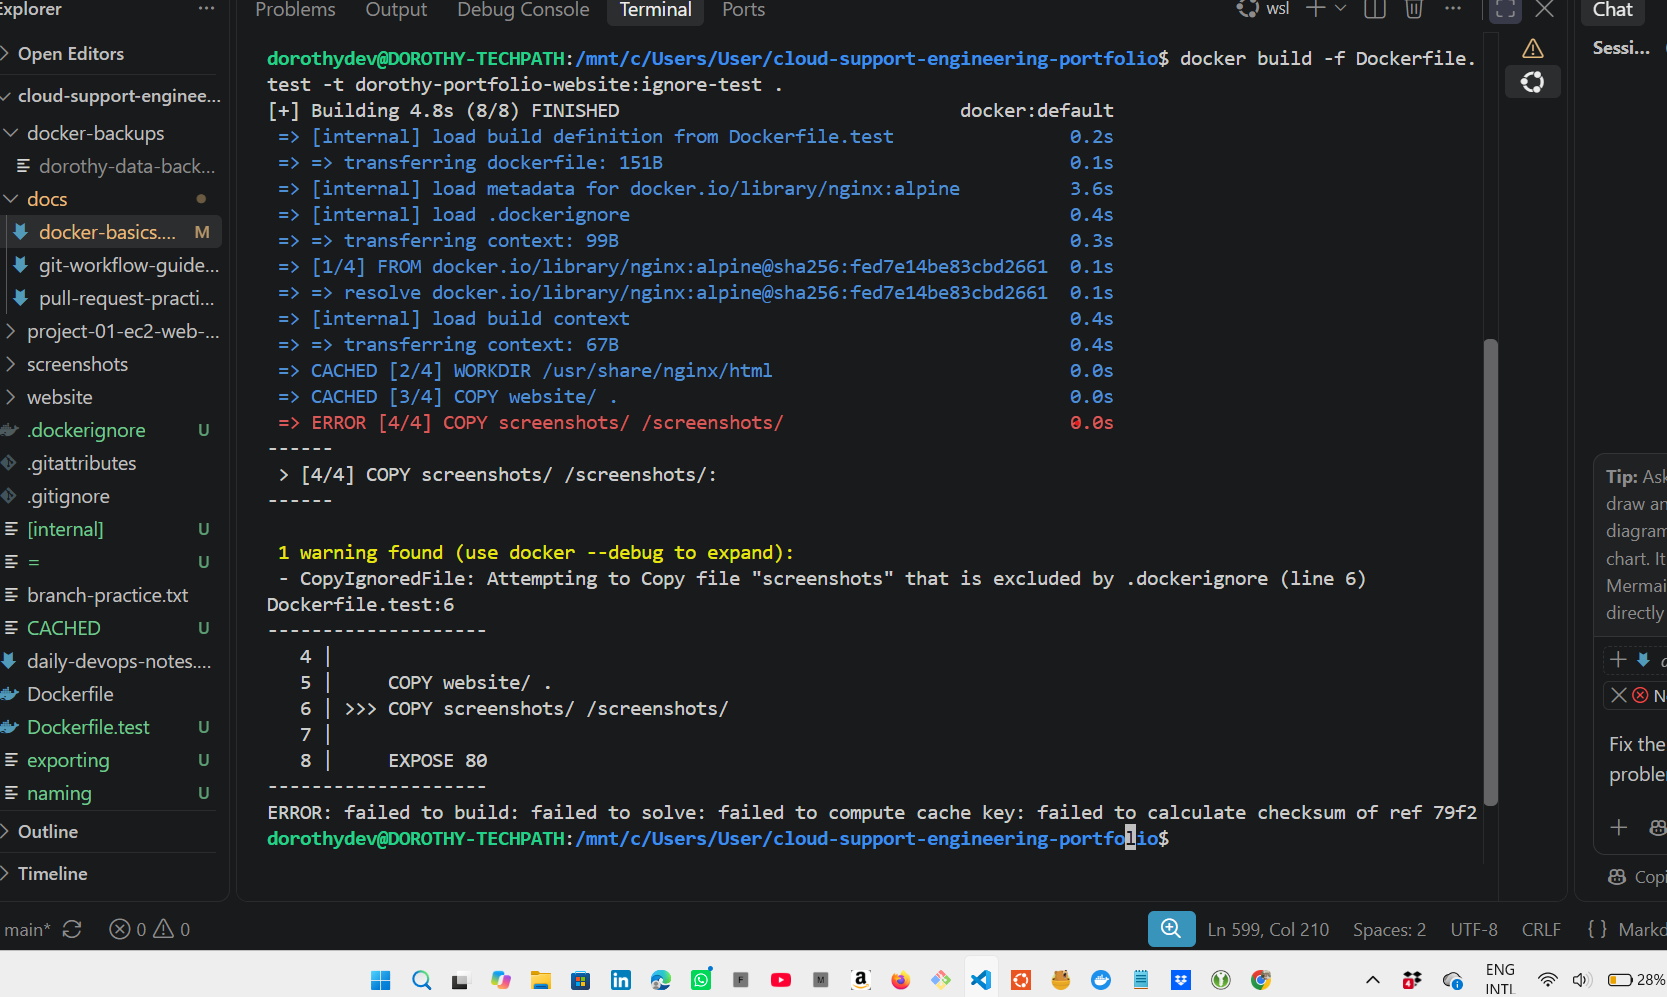 Explorer
Open Editors
cloud-support-enginee...
docker-backups
dorothy-data-back...
docs
docker-basics.... M
git-workflow-guide...
pull-request-practi...
project-01-ec2-web-...
screenshots
website
.dockerignore U
.gitattributes
.gitignore
[internal] U
= U
branch-practice.txt
CACHED U
daily-devops-notes....
Dockerfile
Dockerfile.test U
exporting U
naming U
Outline
Timeline
Problems Output Debug Console Terminal Ports
wsl
dorothydev@DOROTHY-TECHPATH:/mnt/c/Users/User/cloud-support-engineering-portfolio$ docker build -f Dockerfile.
test -t dorothy-portfolio-website:ignore-test .
[+] Building 4.8s (8/8) FINISHED docker:default
=> [internal] load build definition from Dockerfile.test 0.2s
=> => transferring dockerfile: 151B 0.1s
=> [internal] load metadata for docker.io/library/nginx:alpine 3.6s
=> [internal] load .dockerignore 0.4s
=> => transferring context: 99B 0.3s
=> [1/4] FROM docker.io/library/nginx:alpine@sha256:fed7e14be83cbd2661 0.1s
=> => resolve docker.io/library/nginx:alpine@sha256:fed7e14be83cbd2661 0.1s
=> [internal] load build context 0.4s
=> => transferring context: 67B 0.4s
=> CACHED [2/4] WORKDIR /usr/share/nginx/html 0.0s
=> CACHED [3/4] COPY website/ . 0.0s
=> ERROR [4/4] COPY screenshots/ /screenshots/ 0.0s
------
> [4/4] COPY screenshots/ /screenshots/:
------
1 warning found (use docker --debug to expand):
- CopyIgnoredFile: Attempting to Copy file "screenshots" that is excluded by .dockerignore (line 6)
Dockerfile.test:6
--------------------
4 |
5 | COPY website/ .
6 | >>> COPY screenshots/ /screenshots/
7 |
8 | EXPOSE 80
--------------------
ERROR: failed to build: failed to solve: failed to compute cache key: failed to calculate checksum of ref 79f2
dorothydev@DOROTHY-TECHPATH:/mnt/c/Users/User/cloud-support-engineering-portfolio$
Chat
Sessi...
Tip: Ask
draw an
diagram
chart. It
Mermai
directly
Fix the
problem
Copi
main* 0 0
Ln 599, Col 210 Spaces: 2 UTF-8 CRLF { } Markd
ENG
INTL
28%